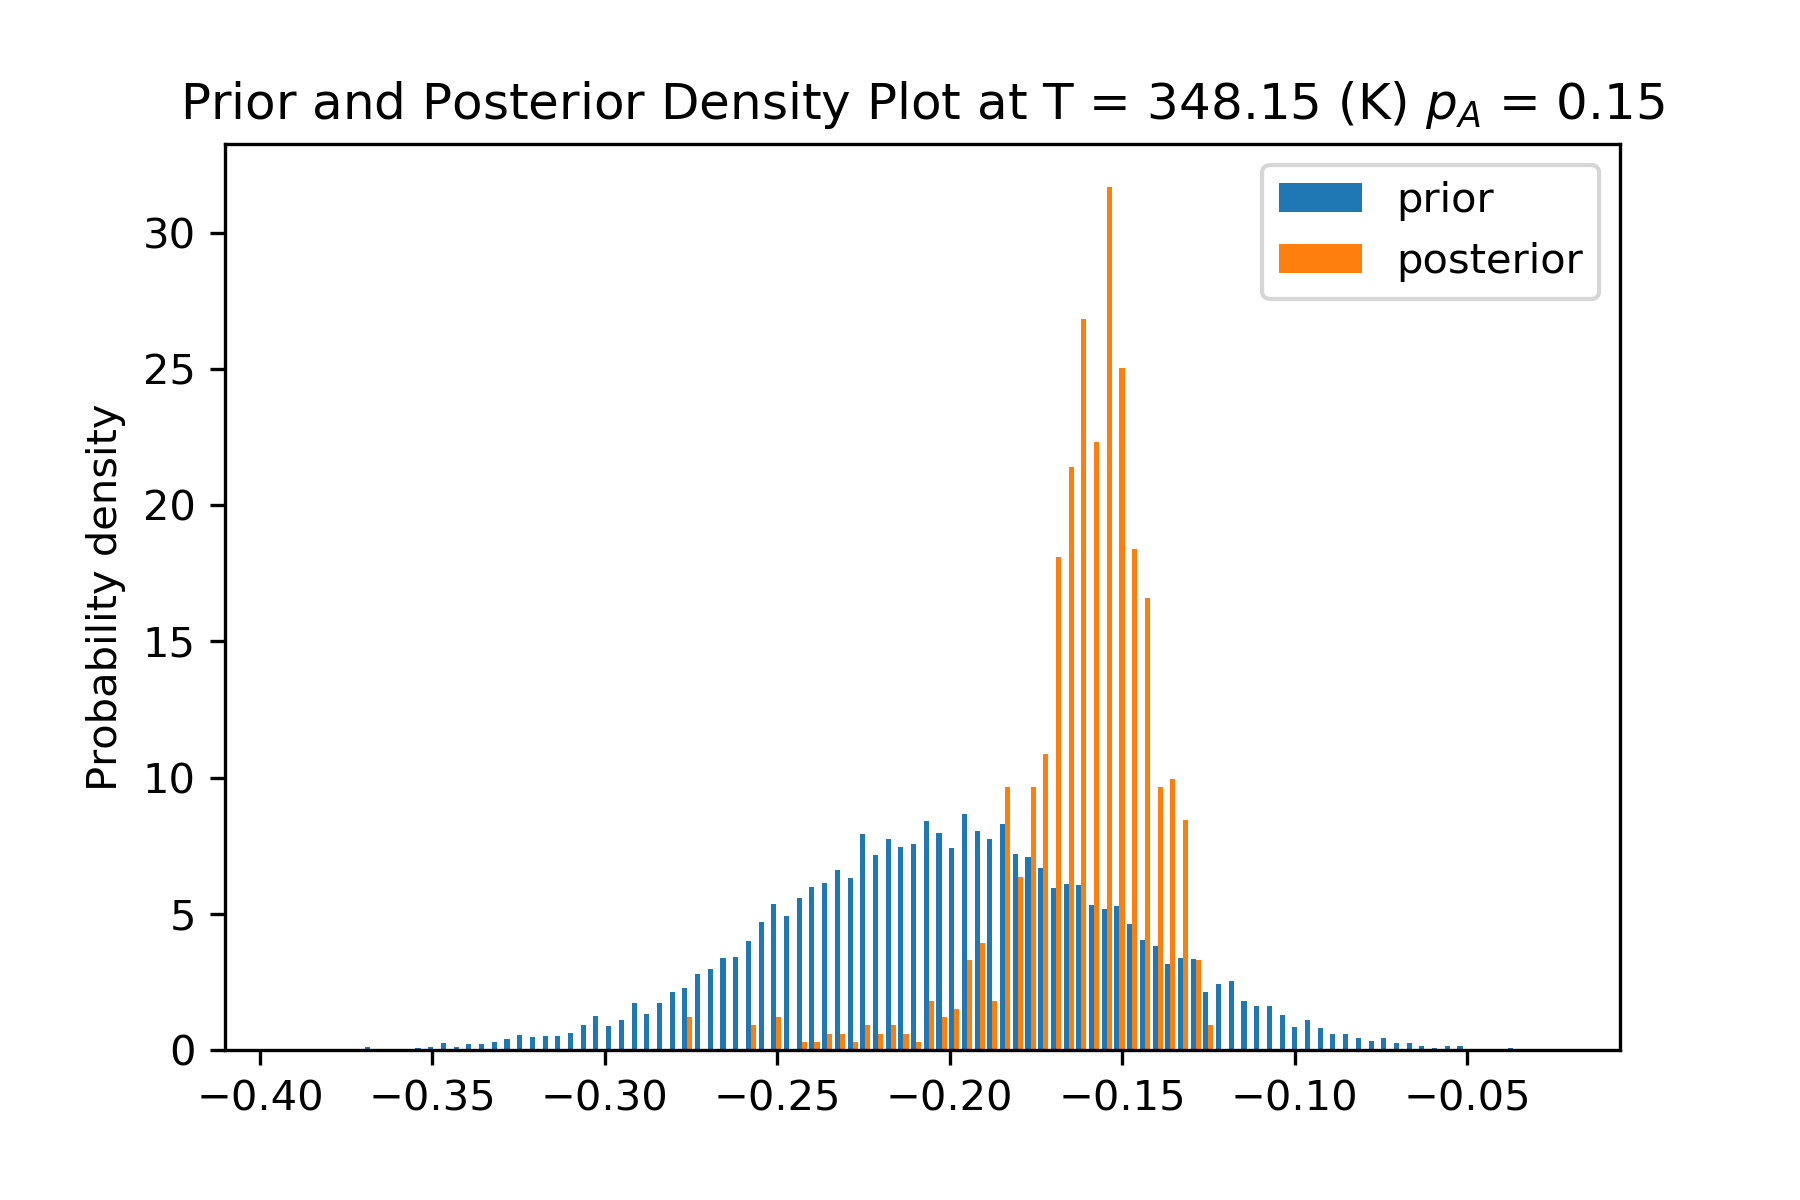 Prior and Posterior Density Plot at T = 348.15 (K) p_A = 0.15
prior
posterior
Probability density
30
25
20
15
10
5
0
−0.40 −0.35 −0.30 −0.25 −0.20 −0.15 −0.10 −0.05